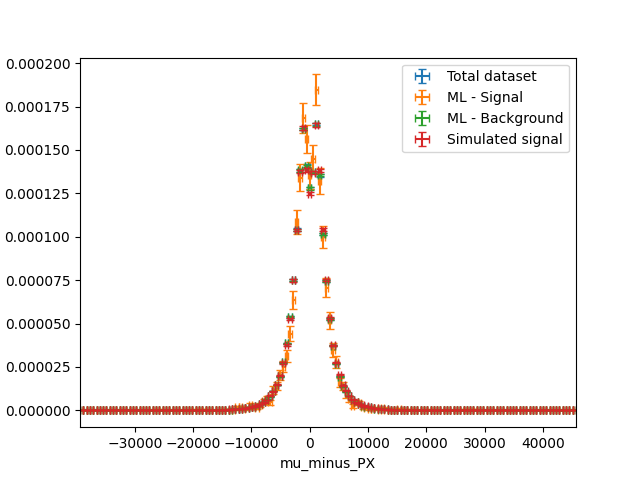 0.000200
0.000175
0.000150
0.000125
0.000100
0.000075
0.000050
0.000025
0.000000
Total dataset
ML - Signal
ML - Background
Simulated signal
−30000 −20000 −10000 0 10000 20000 30000 40000
mu_minus_PX